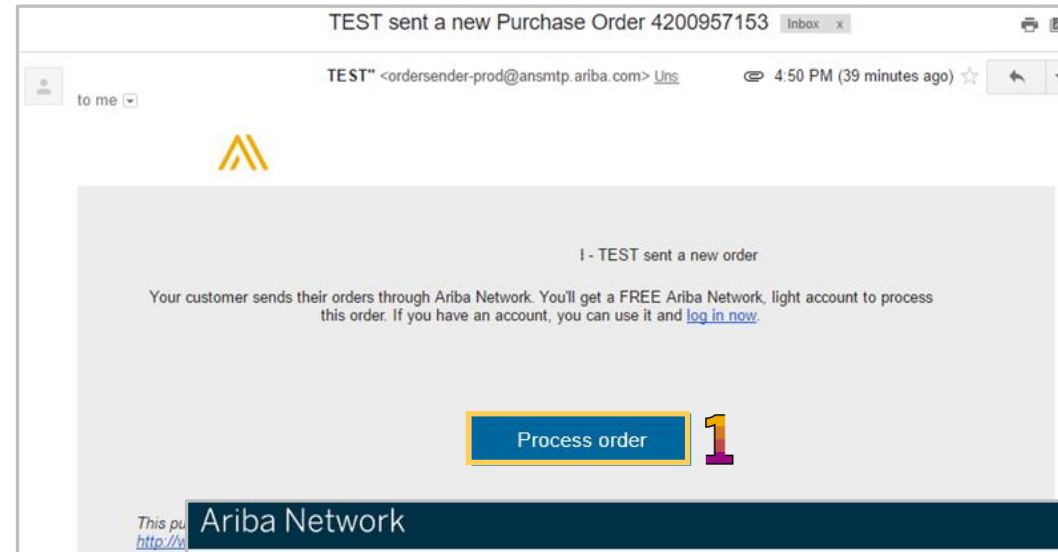 TEST sent a new Purchase Order 4200957153 Inbox x
TEST" <ordersender-prod@ansmtp.ariba.com> Uns 4:50 PM (39 minutes ago)
to me
I - TEST sent a new order
Your customer sends their orders through Ariba Network. You'll get a FREE Ariba Network, light account to process
this order. If you have an account, you can use it and log in now.
Process order 1
This pu
http://w
Ariba Network